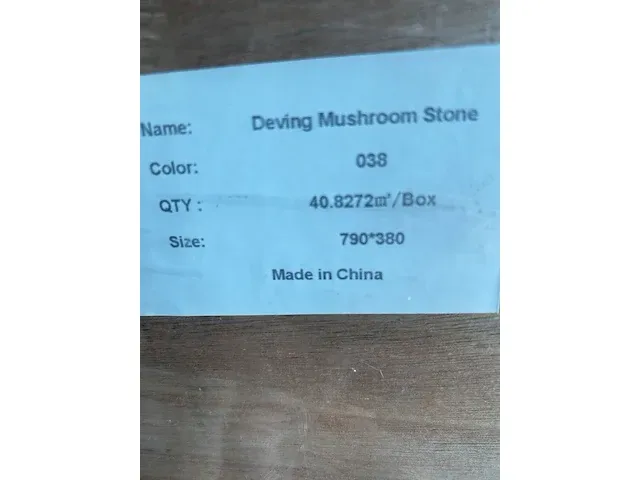 Name: Deving Mushroom Stone
Color: 038
QTY : 40.8272㎡/Box
Size: 790*380
Made in China